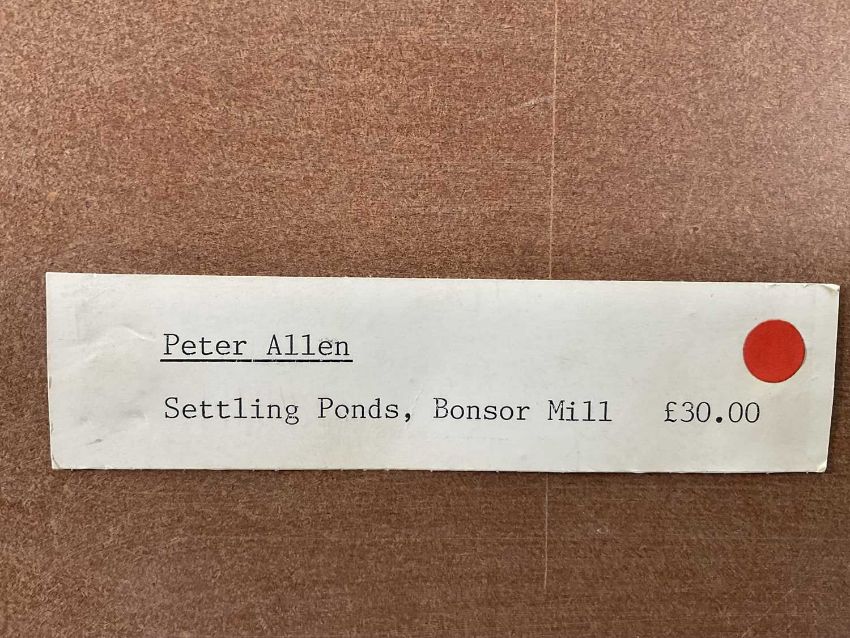 Peter Allen
Settling Ponds, Bonsor Mill £30.00